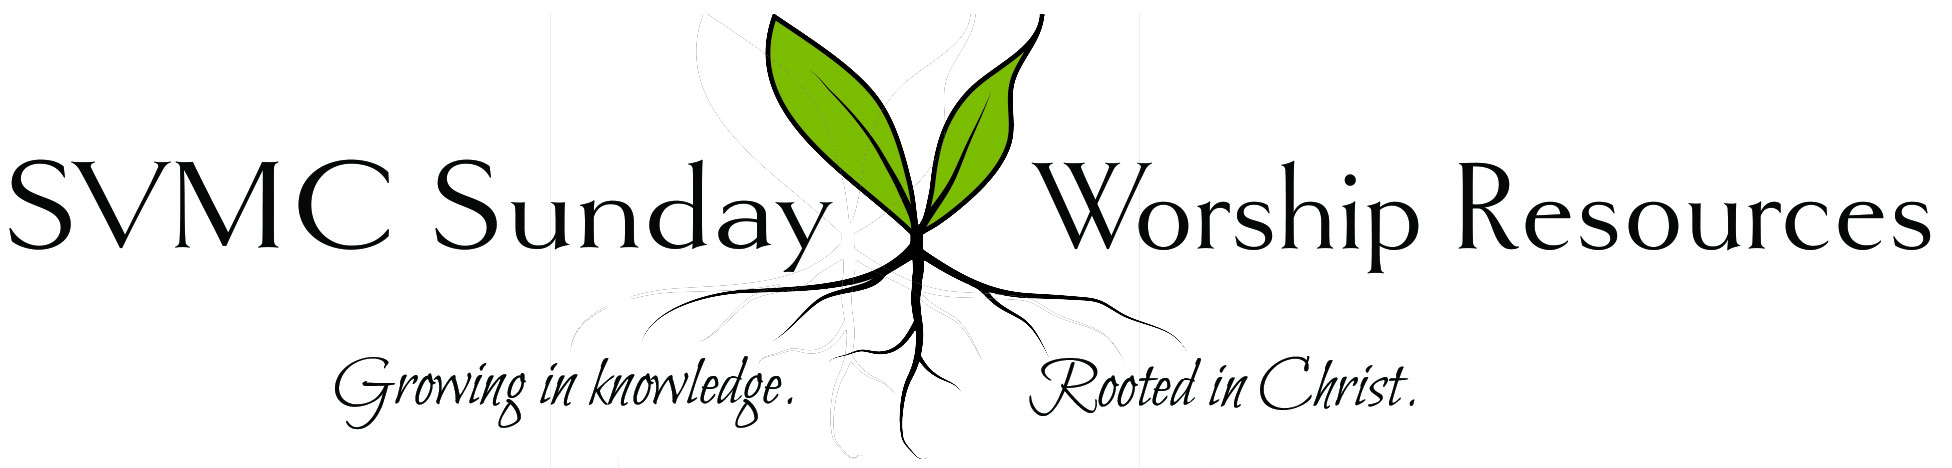 SVMC Sunday Worship Resources
Growing in knowledge. Rooted in Christ.